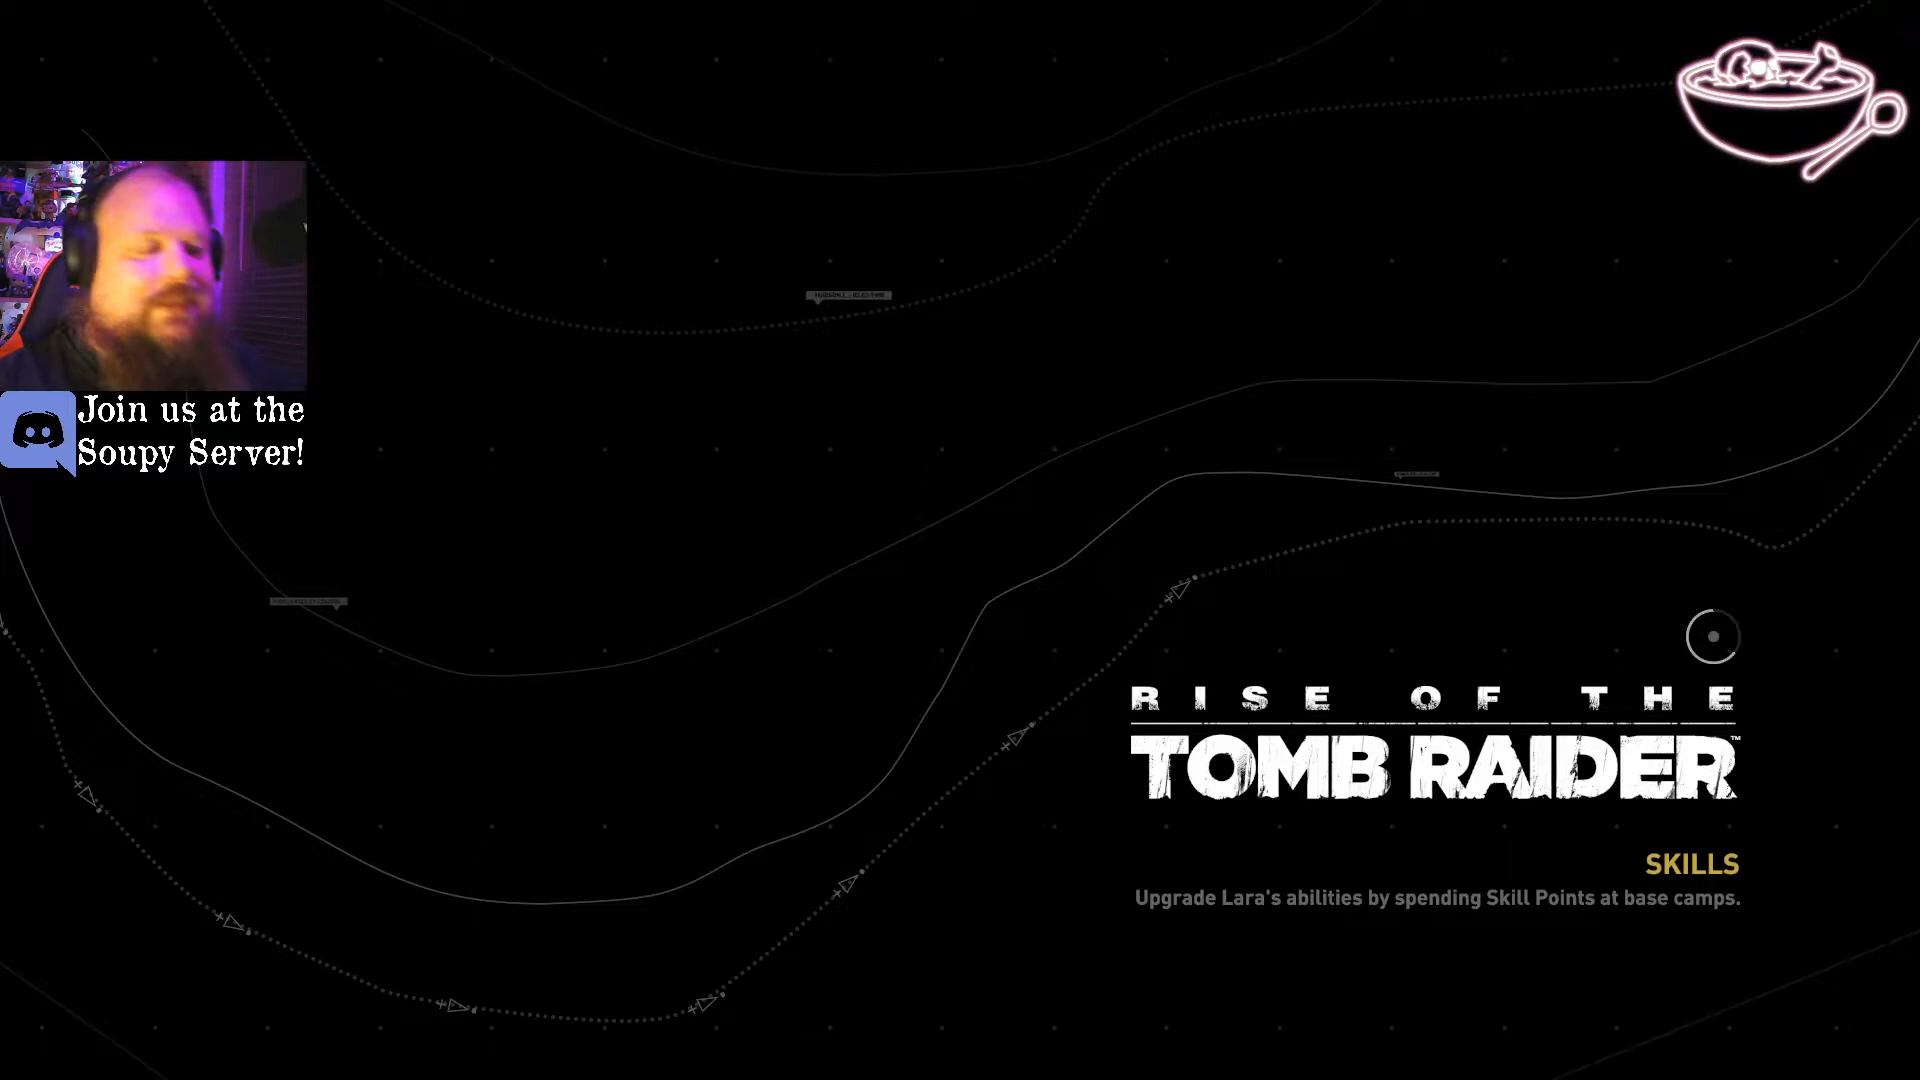 Join us at the
Soupy Server!
RISE OF THE
TOMB RAIDER™
SKILLS
Upgrade Lara's abilities by spending Skill Points at base camps.